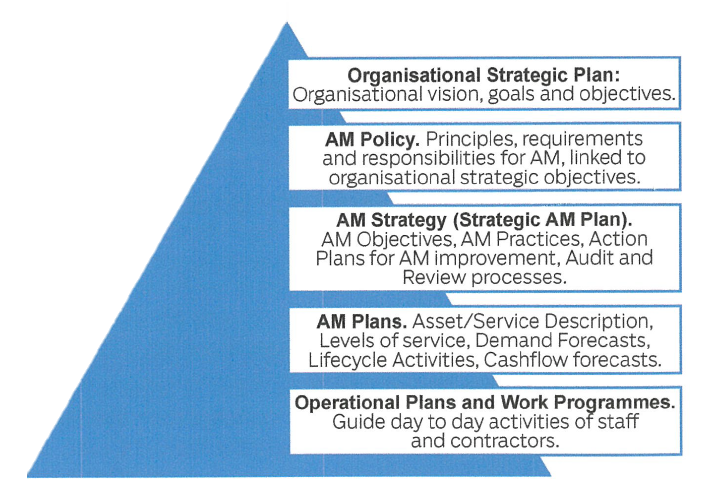 Organisational Strategic Plan:
Organisational vision, goals and objectives.
AM Policy. Principles, requirements
and responsibilities for AM, linked to
organisational strategic objectives.
AM Strategy (Strategic AM Plan).
AM Objectives, AM Practices, Action
Plans for AM improvement, Audit and
Review processes.
AM Plans. Asset/Service Description,
Levels of service, Demand Forecasts,
Lifecycle Activities, Cashflow forecasts.
Operational Plans and Work Programmes.
Guide day to day activities of staff
and contractors.